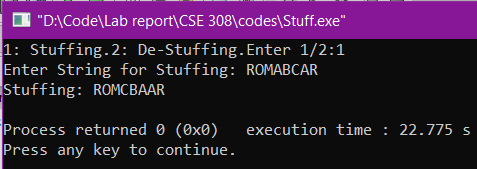 "D:\Code\Lab report\CSE 308\codes\Stuff.exe"
1: Stuffing.2: De-Stuffing.Enter 1/2:1
Enter String for Stuffing: ROMABCAR
Stuffing: ROMCBAAR
Process returned 0 (0x0)   execution time : 22.775 s
Press any key to continue.